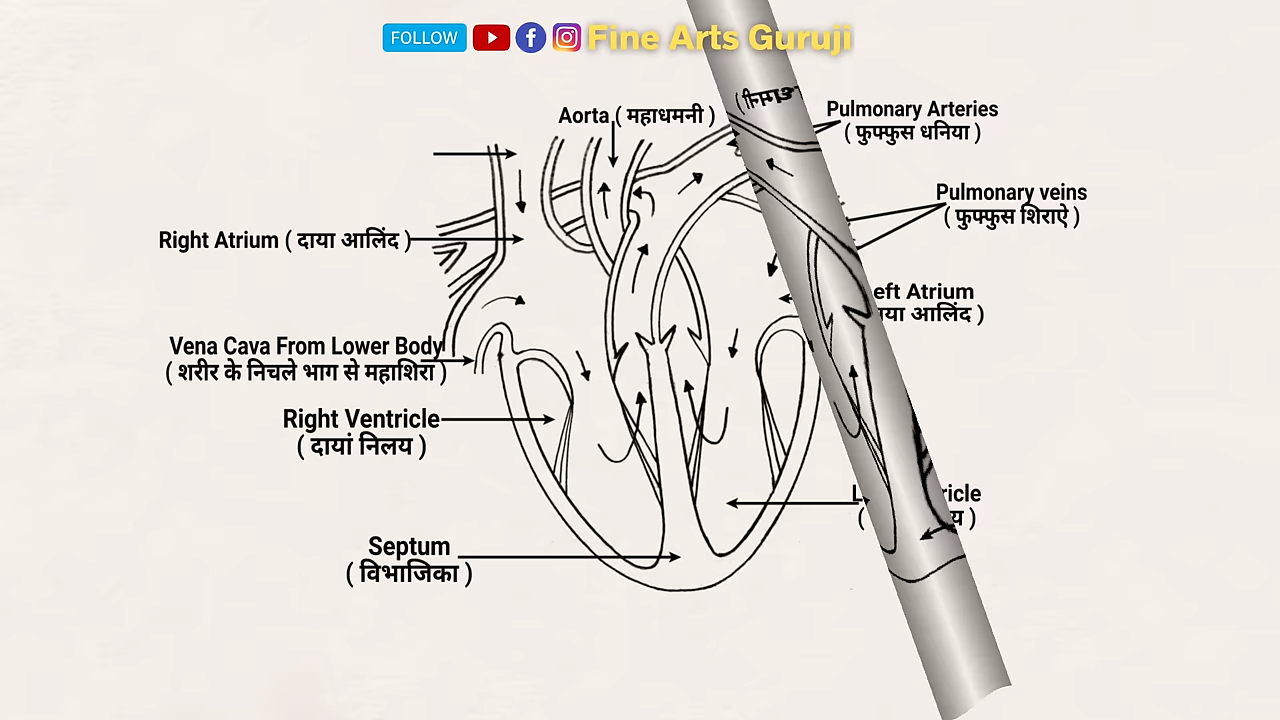 FOLLOW Fine Arts Guruji
Aorta ( महाधमनी )
Pulmonary Arteries
( फुफ्फुस धनिया )
Pulmonary veins
( फुफ्फुस शिराऐ )
Right Atrium ( दाया आलिंद )
eft Atrium
आलिंद )
Vena Cava From Lower Body
( शरीर के निचले भाग से महाशिरा )
Right Ventricle
( दायां निलय )
Septum
( विभाजिका )